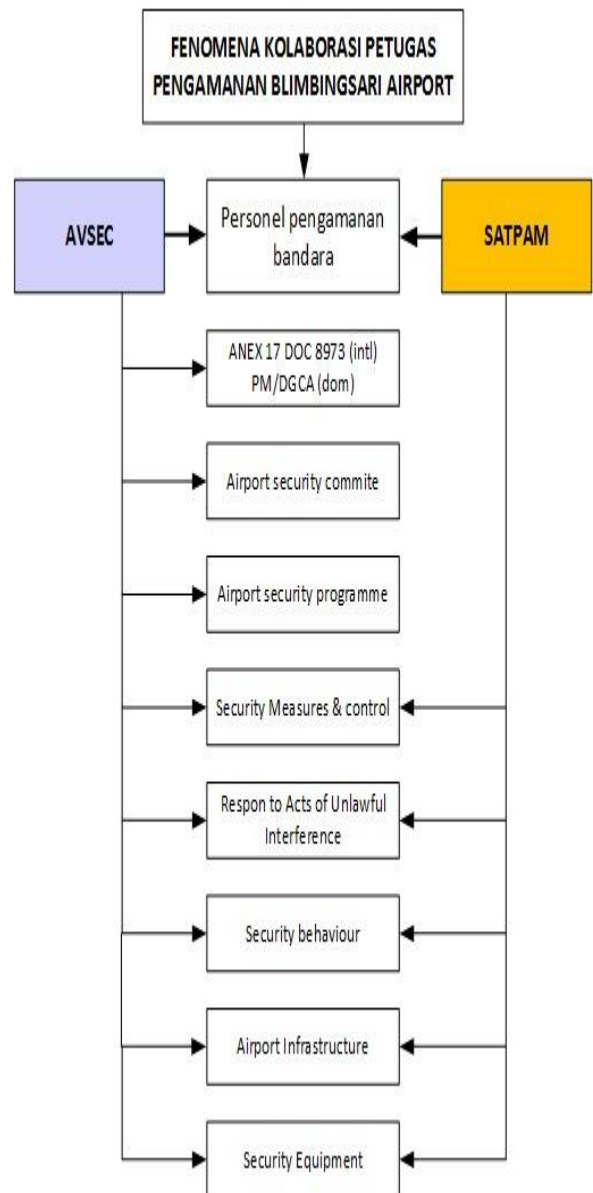 FENOMENA KOLABORASI PETUGAS
PENGAMANAN BLIMBINGSARI AIRPORT
AVSEC
Personel pengamanan
bandara
SATPAM
ANEX 17 DOC 8973 (intl)
PM/DGCA (dom)
Airport security commite
Airport security programme
Security Measures & control
Respon to Acts of Unlawful
Interference
Security behaviour
Airport Infrastructure
Security Equipment